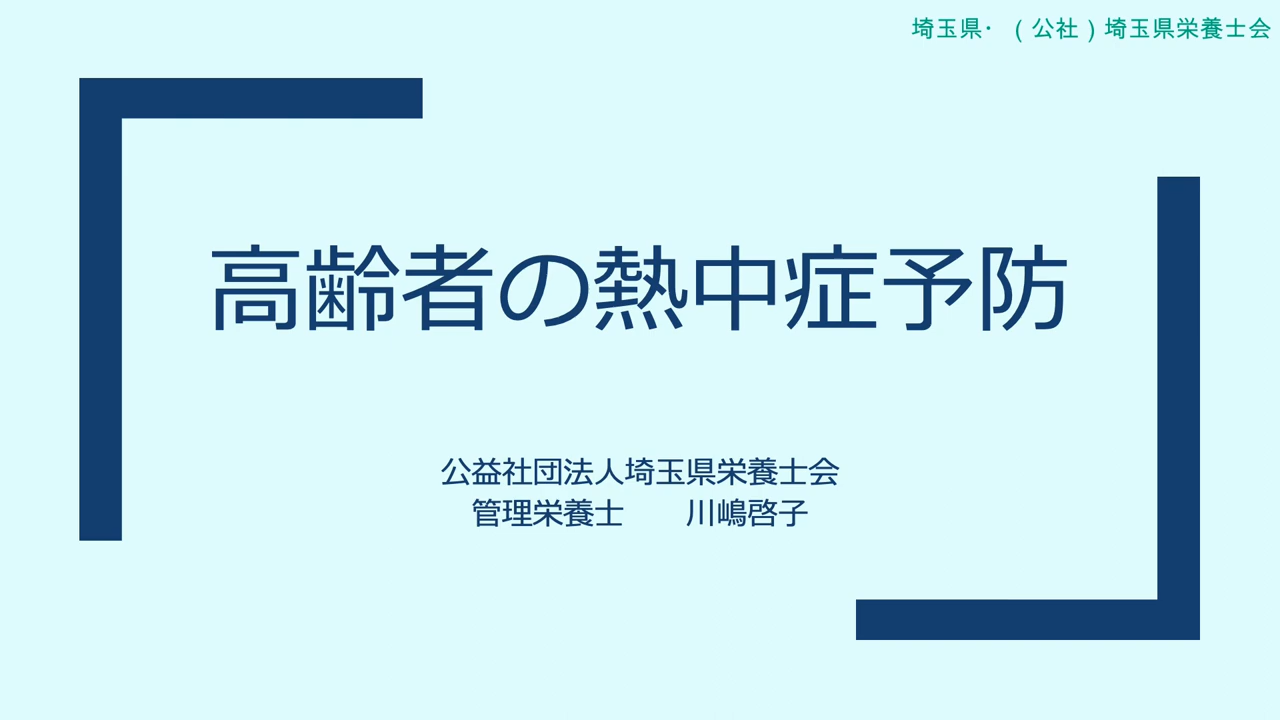 埼玉県・（公社）埼玉県栄養士会
高齢者の熱中症予防
公益社団法人埼玉県栄養士会
管理栄養士　　川嶋啓子